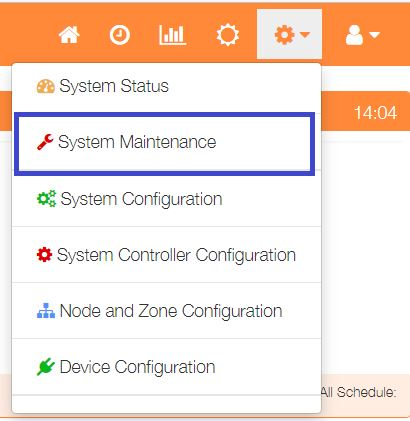 System Status
14:04
System Maintenance
System Configuration
System Controller Configuration
Node and Zone Configuration
Device Configuration
All Schedule: